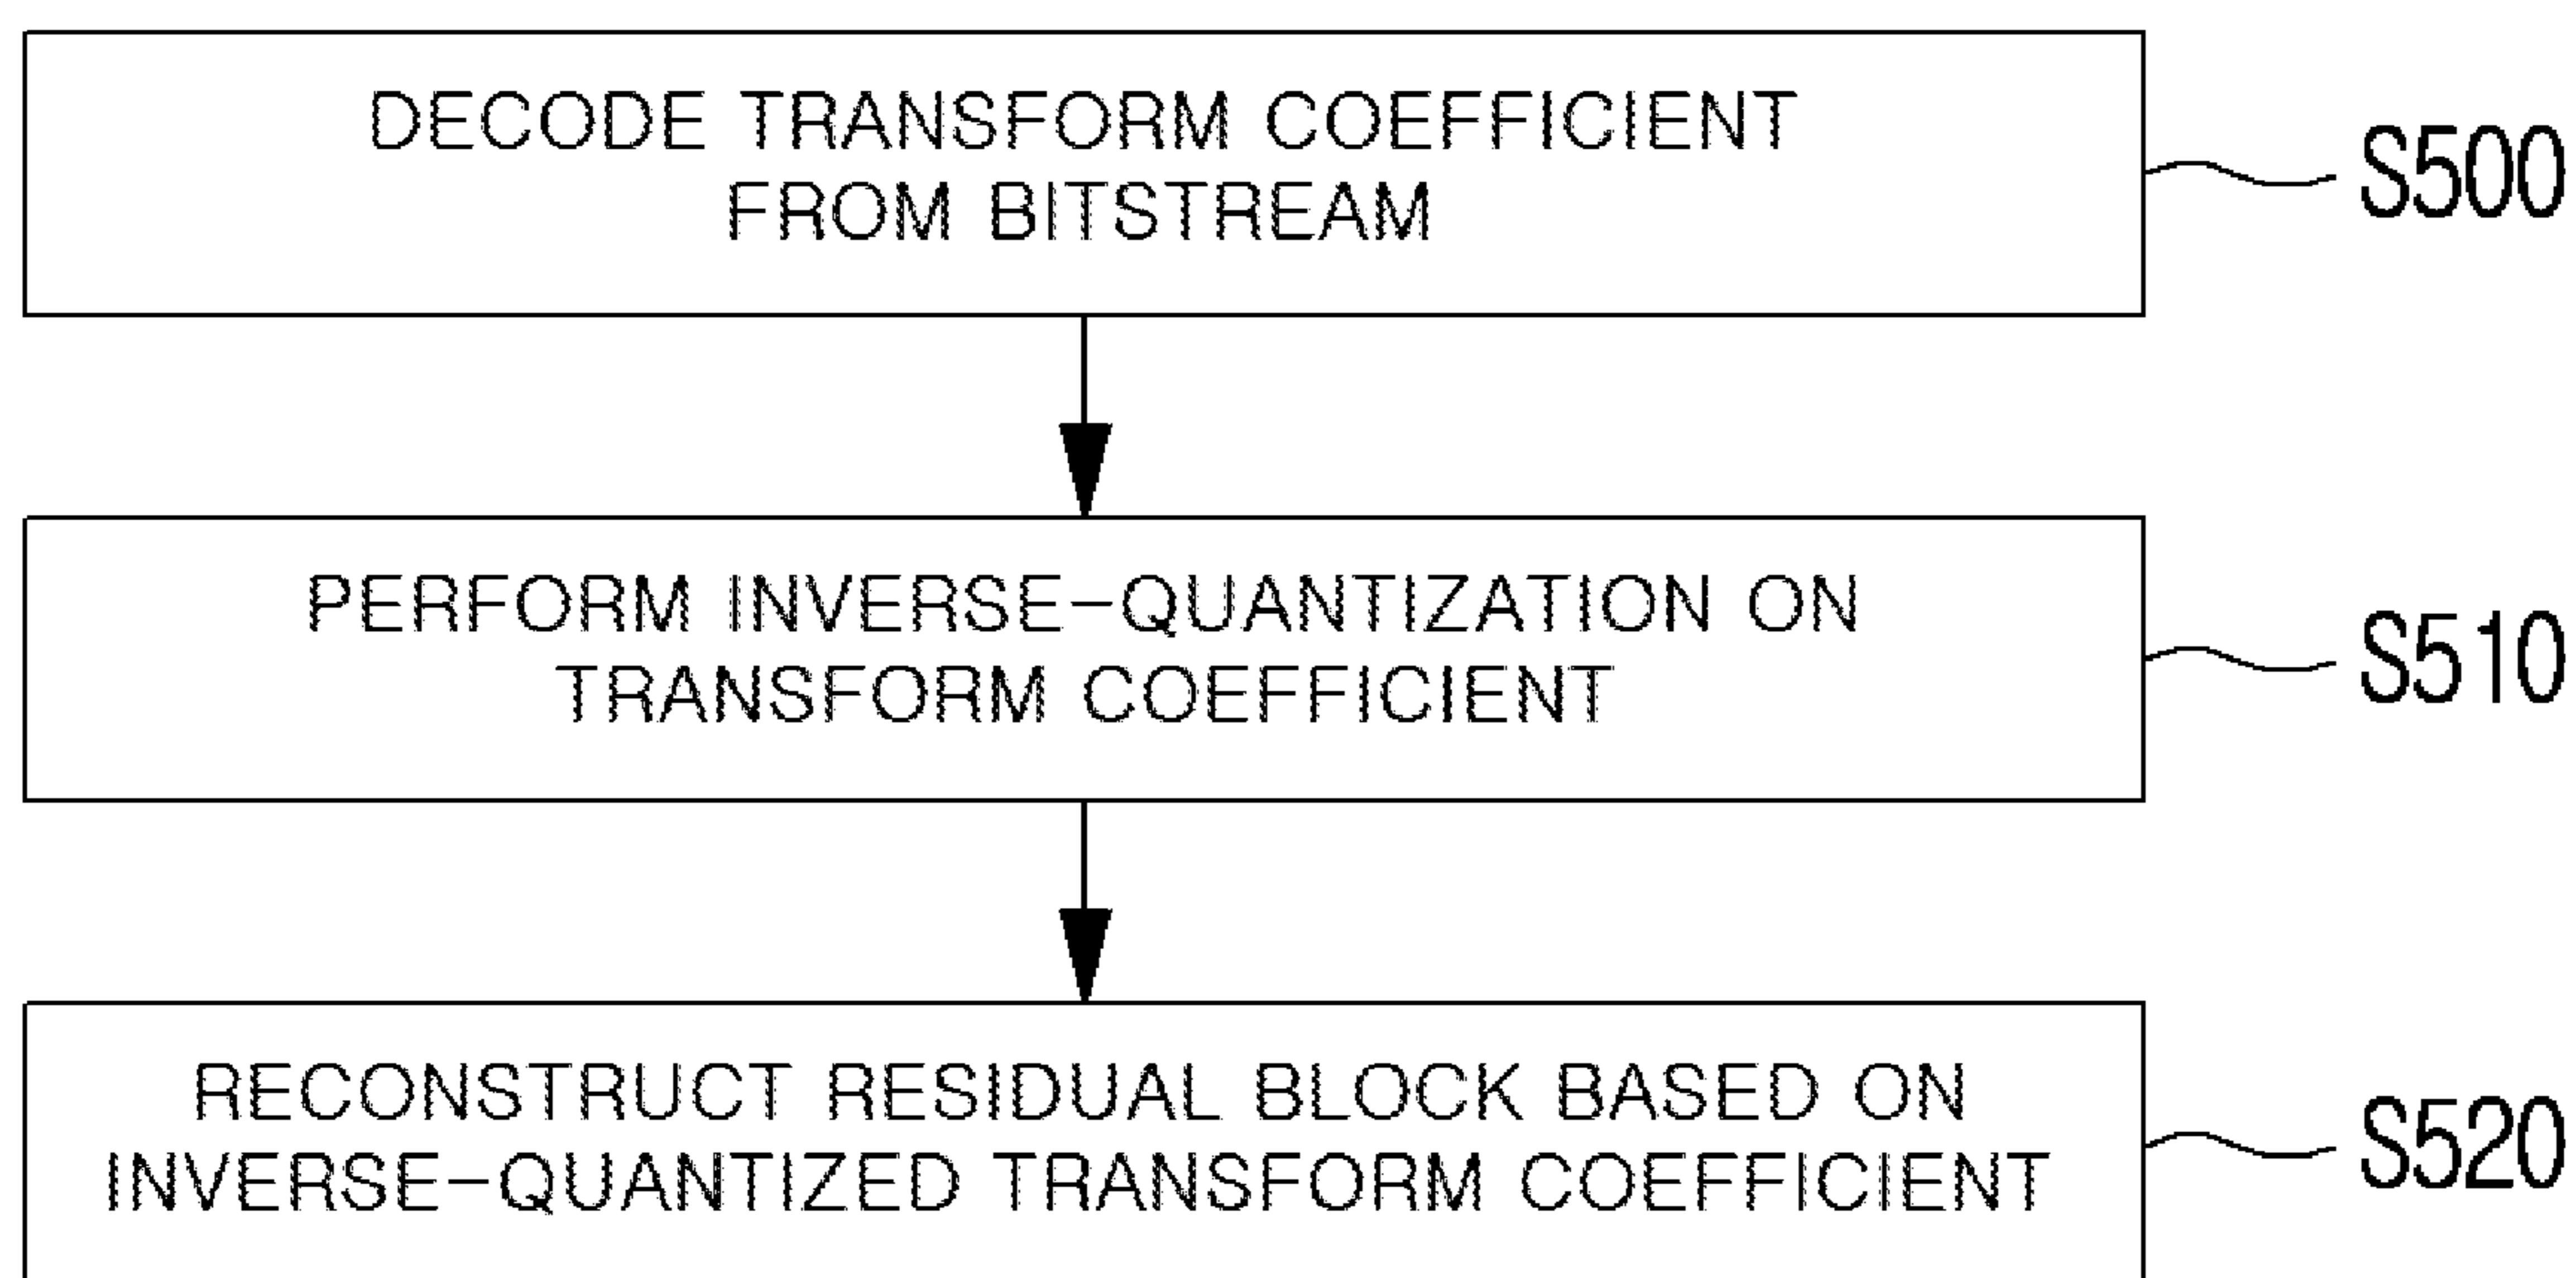 DECODE TRANSFORM COEFFICIENT
FROM BITSTREAM
S500
PERFORM INVERSE-QUANTIZATION ON
TRANSFORM COEFFICIENT
S510
RECONSTRUCT RESIDUAL BLOCK BASED ON
INVERSE-QUANTIZED TRANSFORM COEFFICIENT
S520